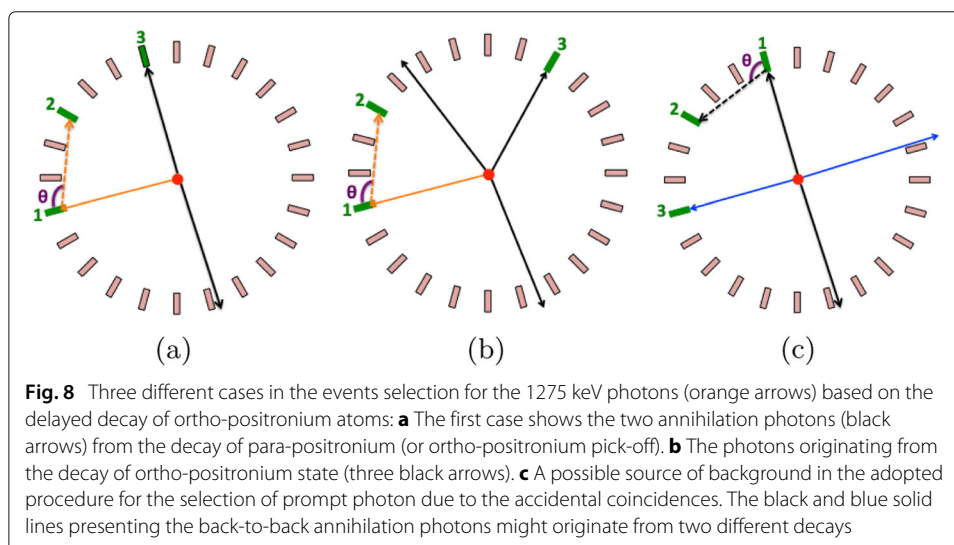 3
2
θ
1
(a)
3
2
θ
1
(b)
1
θ
2
3
(c)
Fig. 8 Three different cases in the events selection for the 1275 keV photons (orange arrows) based on the
delayed decay of ortho-positronium atoms: a The first case shows the two annihilation photons (black
arrows) from the decay of para-positronium (or ortho-positronium pick-off). b The photons originating from
the decay of ortho-positronium state (three black arrows). c A possible source of background in the adopted
procedure for the selection of prompt photon due to the accidental coincidences. The black and blue solid
lines presenting the back-to-back annihilation photons might originate from two different decays